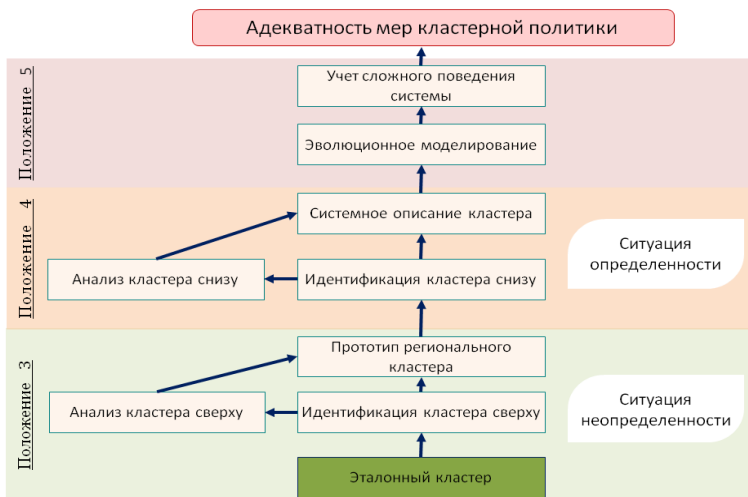 Адекватность мер кластерной политики
Положение 5
Учет сложного поведения
системы
Эволюционное моделирование
Положение 4
Системное описание кластера
Ситуация
определенности
Анализ кластера снизу
Идентификация кластера снизу
Положение 3
Прототип регионального
кластера
Ситуация
неопределенности
Анализ кластера сверху
Идентификация кластера сверху
Эталонный кластер